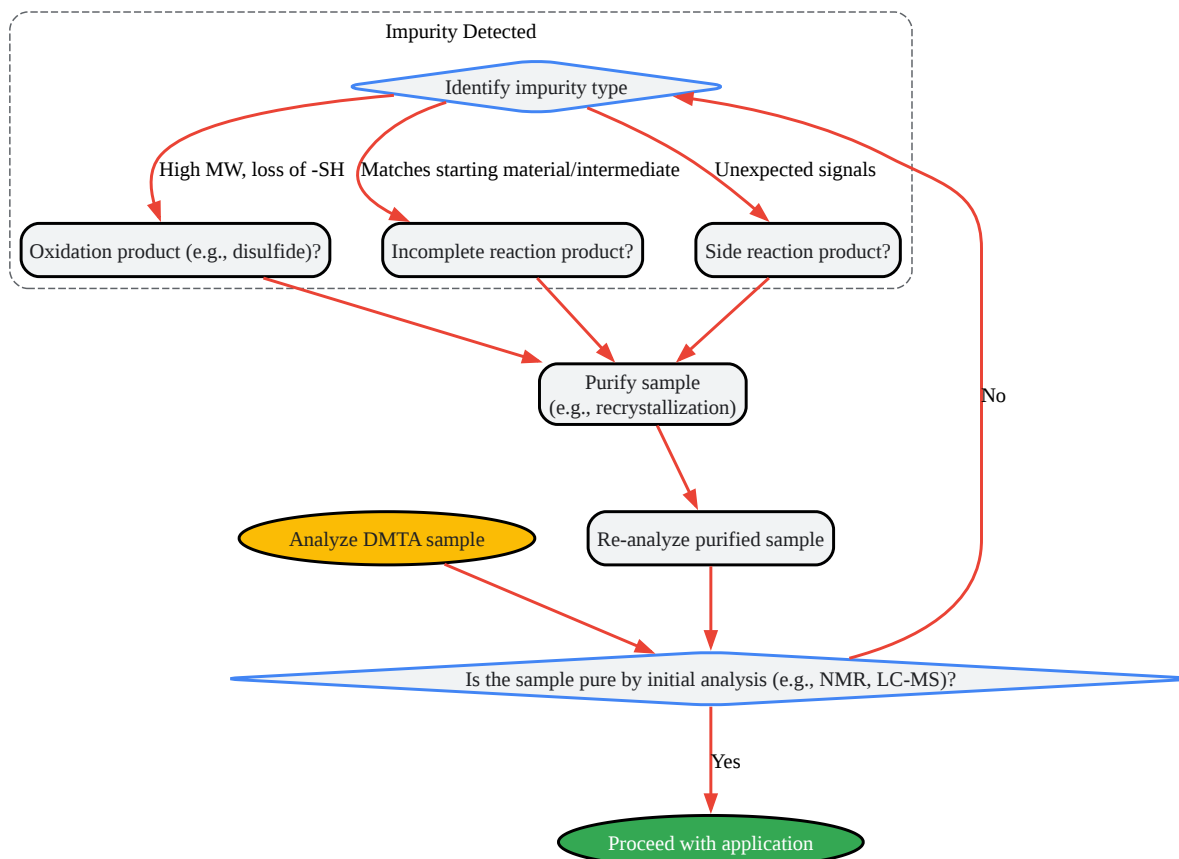 Impurity Detected
Identify impurity type
High MW, loss of -SH
Matches starting material/intermediate
Unexpected signals
Oxidation product (e.g., disulfide)?
Incomplete reaction product?
Side reaction product?
Purify sample
(e.g., recrystallization)
No
Analyze DMTA sample
Re-analyze purified sample
Is the sample pure by initial analysis (e.g., NMR, LC-MS)?
Yes
Proceed with application